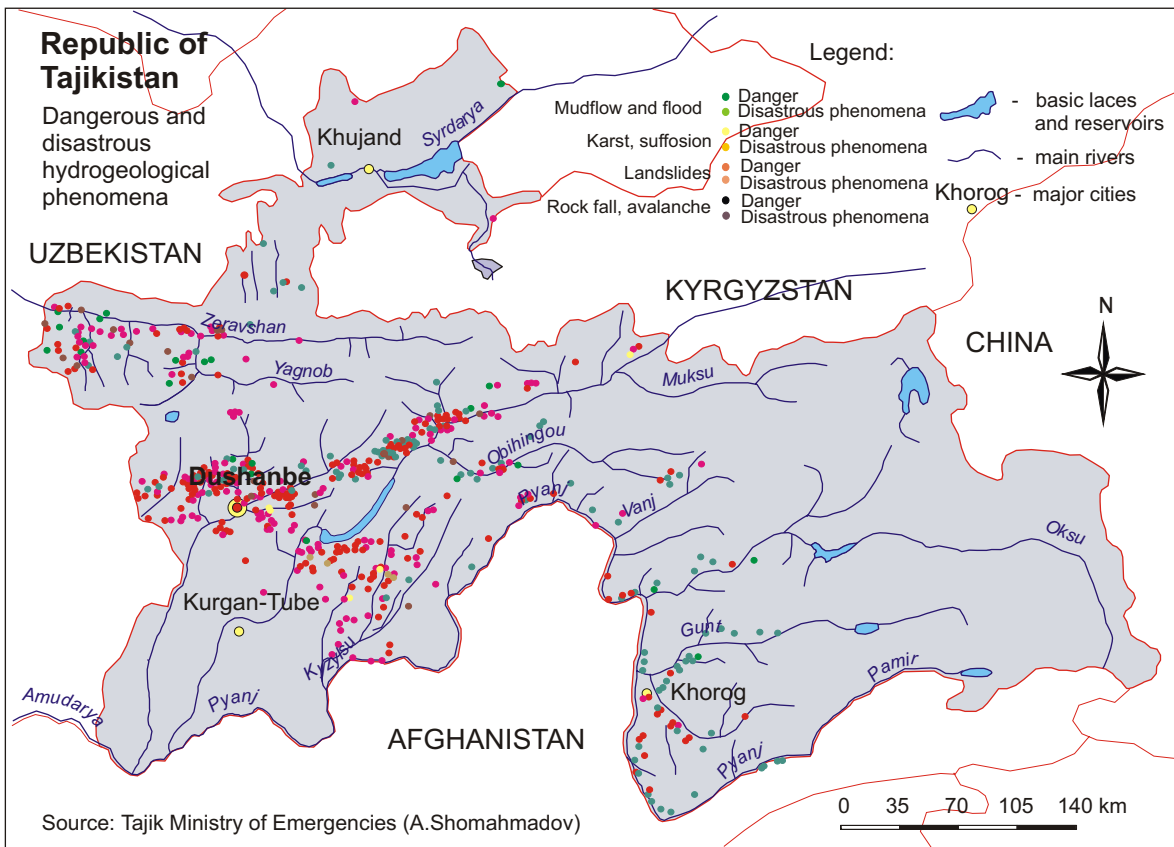 Republic of
Tajikistan
Dangerous and
disastrous
hydrogeological
phenomena
Legend:
Mudflow and flood
Danger
Disastrous phenomena
Karst, suffosion
Danger
Disastrous phenomena
Landslides
Danger
Disastrous phenomena
Rock fall, avalanche
Danger
Disastrous phenomena
- basic laces
and reservoirs
- main rivers
Khorog - major cities
Khujand
Syrdarya
UZBEKISTAN
KYRGYZSTAN
CHINA
N
Zeravshan
Yagnob
Muksu
Obihingou
Dushanbe
Pyanj
Vanj
Oksu
Kurgan-Tube
Gunt
Kyzylsu
Khorog
Pamir
Amudarya
Pyanj
AFGHANISTAN
Pyanj
0 35 70 105 140 km
Source: Tajik Ministry of Emergencies (A.Shomahmadov)